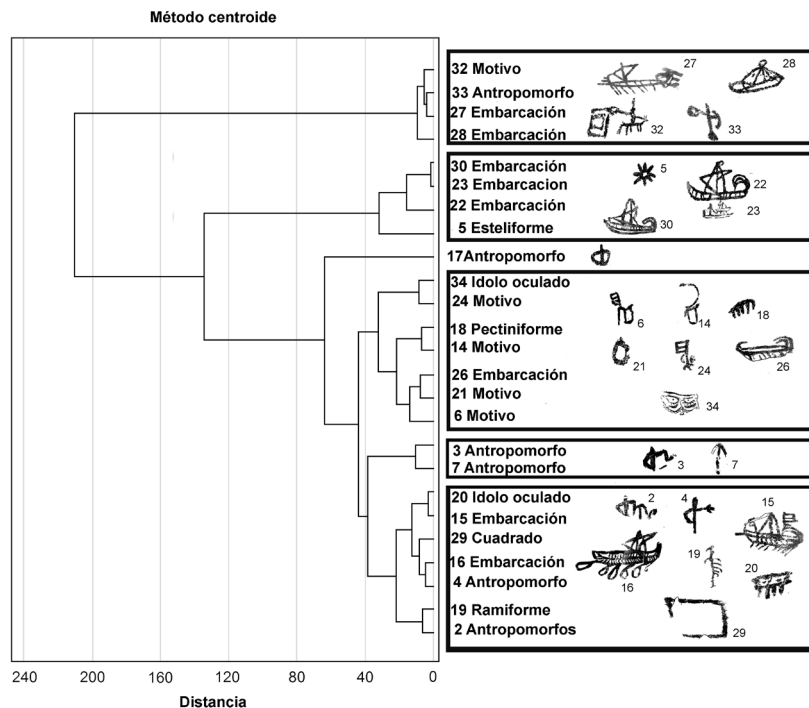 Método centroide
32 Motivo
33 Antropomorfo
27 Embarcación
28 Embarcación
27
28
32
33
30 Embarcación
23 Embarcacion
22 Embarcación
5 Esteliforme
5
22
23
30
17Antropomorfo
34 Idolo oculado
24 Motivo
18 Pectiniforme
14 Motivo
26 Embarcación
21 Motivo
6 Motivo
6
14
18
21
24
26
34
3 Antropomorfo
7 Antropomorfo
3
7
20 Idolo oculado
15 Embarcación
29 Cuadrado
16 Embarcación
4 Antropomorfo
19 Ramiforme
2 Antropomorfos
2
4
15
19
20
16
29
240 200 160 120 80 40 0
Distancia